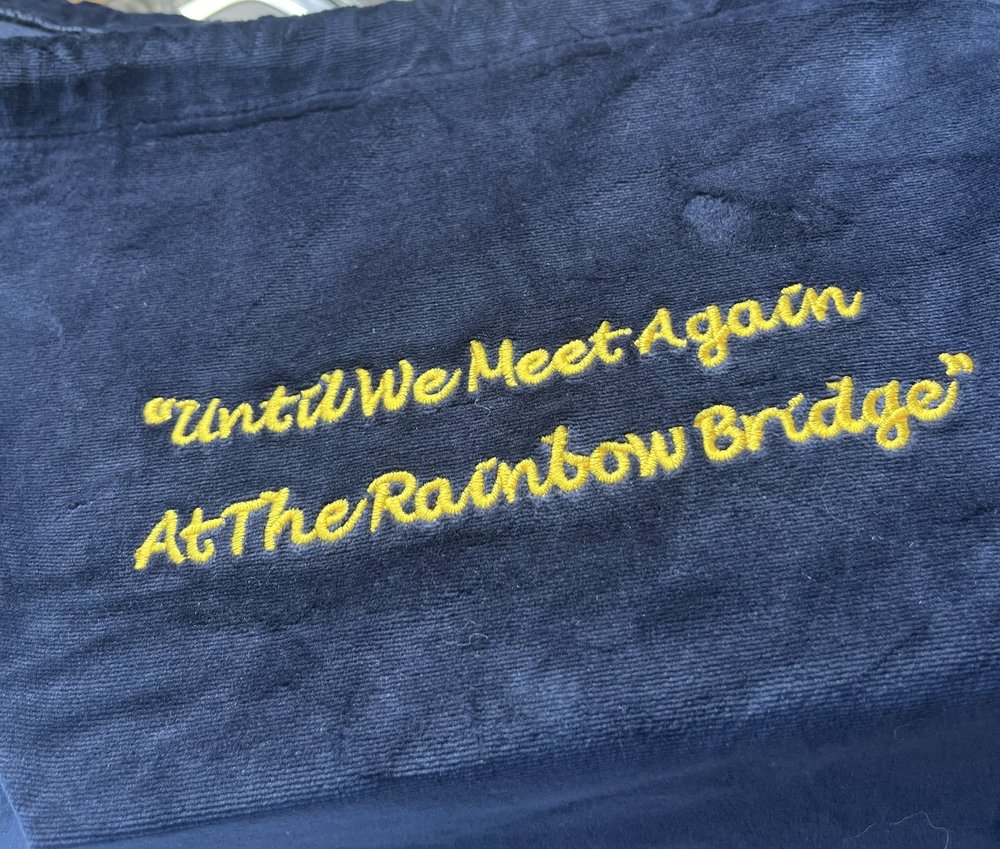 “Until We Meet Again
At The Rainbow Bridge”